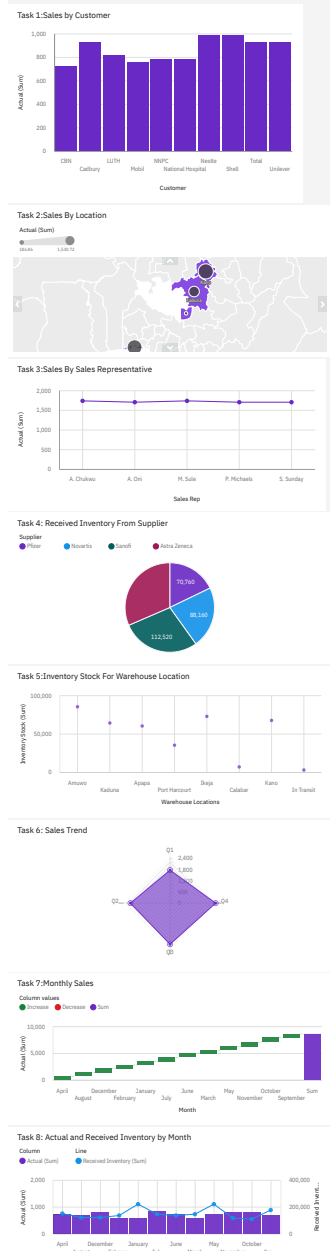 Task 1:Sales by Customer
1,000
800
600
400
200
0
Actual (Sum)
CBN LUTH NNPC Nestle Total
Cadbury Mobil National Hospital Shell Unilever
Customer
Task 2:Sales By Location
Actual (Sum)
Task 3:Sales By Sales Representative
2,000
1,500
1,000
500
0
Actual (Sum)
A. Chukwu A. Oni M. Sule P. Michaels S. Sunday
Sales Rep
Task 4: Received Inventory From Supplier
Supplier
Pfizer Novartis Sanofi Astra Zeneca
70,760
88,160
112,520
Task 5:Inventory Stock For Warehouse Location
100,000
50,000
0
Inventory Stock (Sum)
Amuwo Apapa Ikeja Kano
Kaduna Port Harcourt Calabar In Transit
Warehouse Locations
Task 6: Sales Trend
Q1
2,400
1,800
Q2... Q4
Q3
Task 7:Monthly Sales
Column values
Increase Decrease Sum
10,000
5,000
0
Actual (Sum)
April December January June May October Sum
August February July March November September
Month
Task 8: Actual and Received Inventory by Month
Column Line
Actual (Sum) Received Inventory (Sum)
2,000 400,000
1,000 200,000
0 0
Actual (Sum)
Received Invent...
April December January June May October